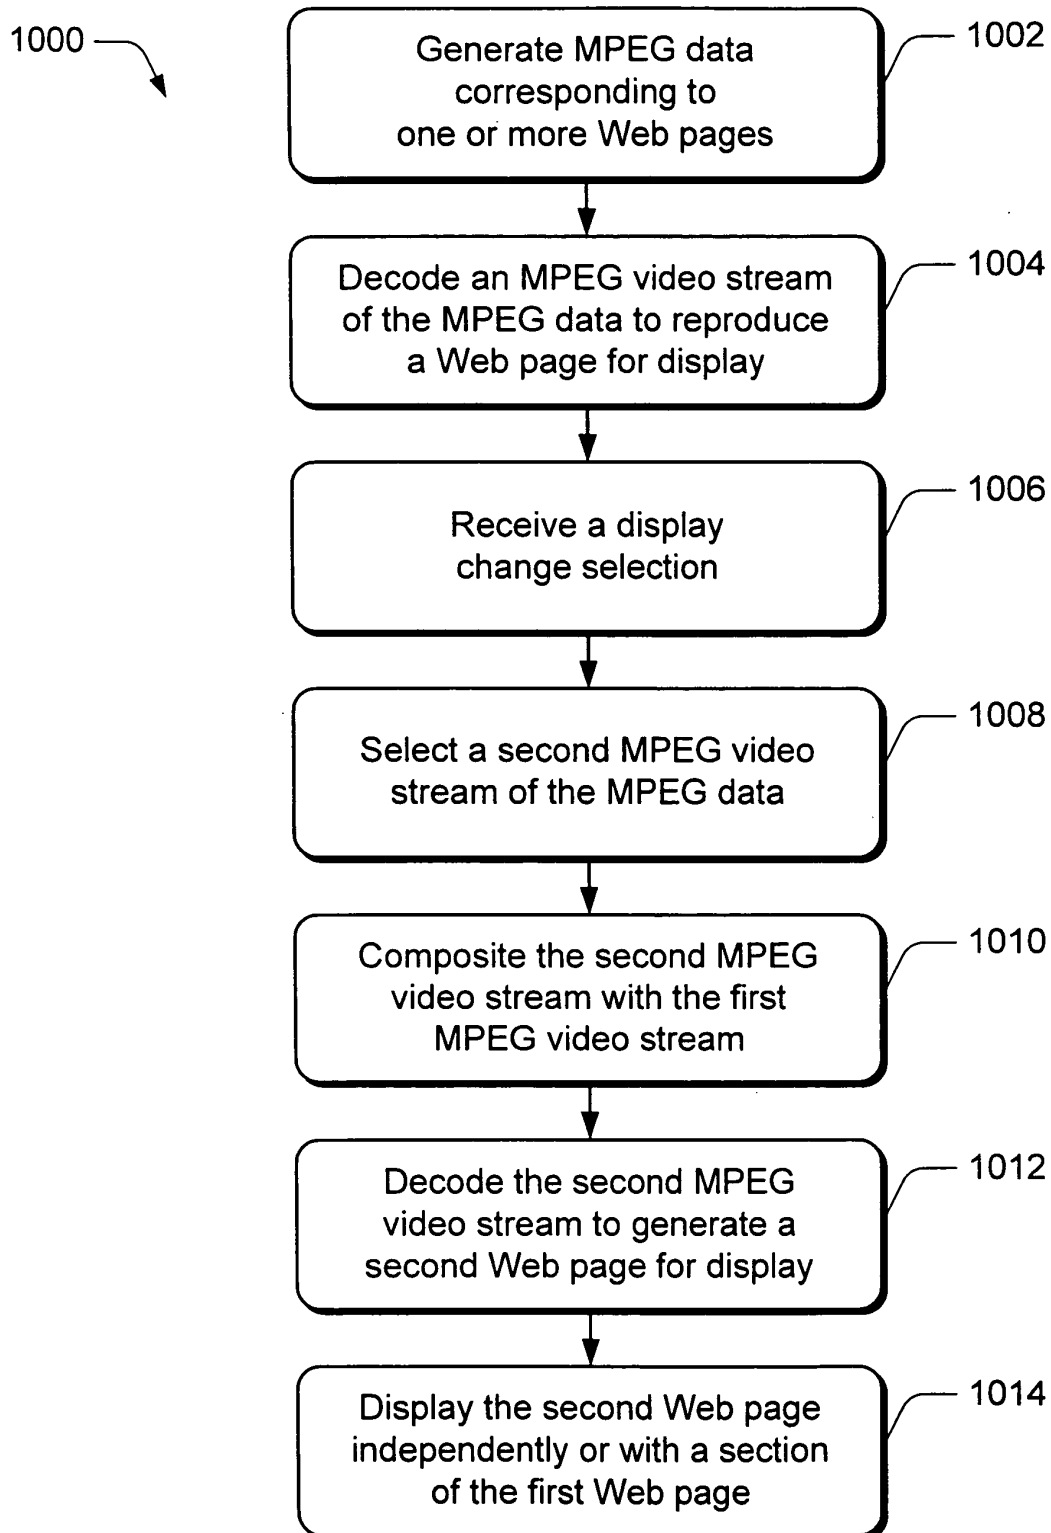 1000
1002
Generate MPEG data
corresponding to
one or more Web pages
1004
Decode an MPEG video stream
of the MPEG data to reproduce
a Web page for display
1006
Receive a display
change selection
1008
Select a second MPEG video
stream of the MPEG data
1010
Composite the second MPEG
video stream with the first
MPEG video stream
1012
Decode the second MPEG
video stream to generate a
second Web page for display
1014
Display the second Web page
independently or with a section
of the first Web page